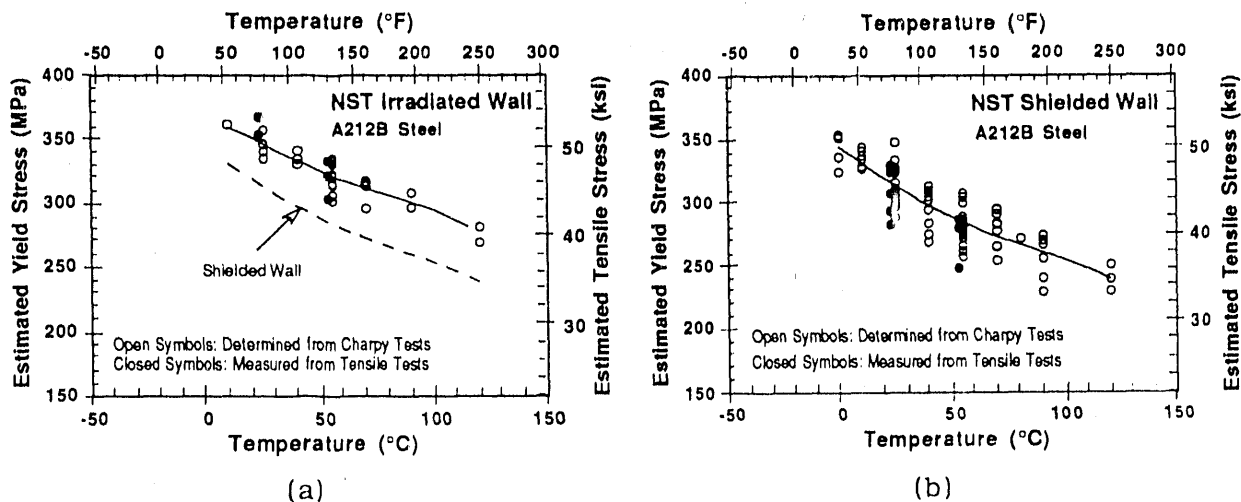 Temperature (°F)
-50 0 50 100 150 200 250 300
400
350
300
250
200
150
Estimated Yield Stress (MPa)
NST Irradiated Wall
A212B Steel
Shielded Wall
Open Symbols: Determined from Charpy Tests
Closed Symbols: Measured from Tensile Tests
50
40
30
Estimated Tensile Stress (ksi)
-50 0 50 100 150
Temperature (°C)
(a)
Temperature (°F)
-50 0 50 100 150 200 250 300
400
350
300
250
200
150
Estimated Yield Stress (MPa)
NST Shielded Wall
A212B Steel
Open Symbols: Determined from Charpy Tests
Closed Symbols: Measured from Tensile Tests
50
40
30
Estimated Tensile Stress (ksi)
-50 0 50 100 150
Temperature (°C)
(b)